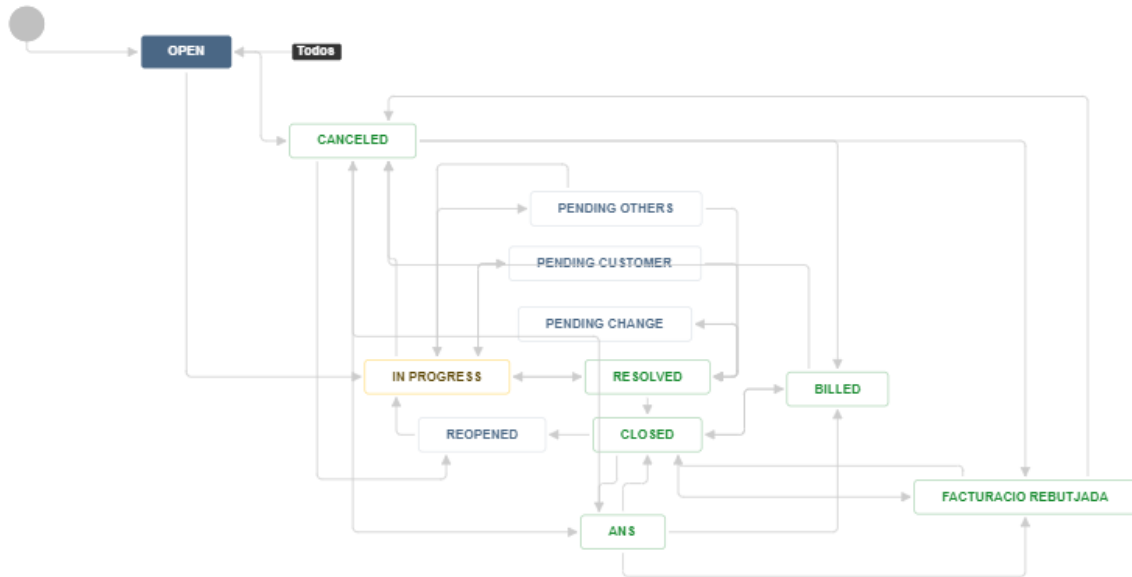 OPEN
Todos
CANCELED
PENDING OTHERS
PENDING CUSTOMER
PENDING CHANGE
IN PROGRESS
RESOLVED
BILLED
REOPENED
CLOSED
FACTURACIO REBUTJADA
ANS